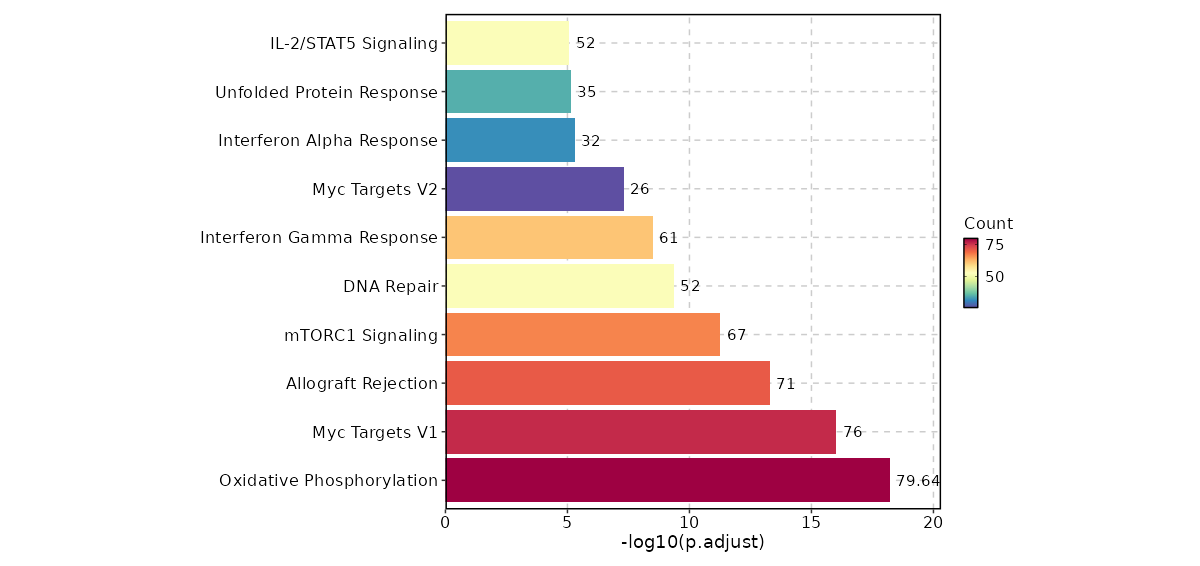 IL-2/STAT5 Signaling 52
Unfolded Protein Response 35
Interferon Alpha Response 32
Myc Targets V2 26
Interferon Gamma Response 61
DNA Repair 52
mTORC1 Signaling 67
Allograft Rejection 71
Myc Targets V1 76
Oxidative Phosphorylation 79.64
0 5 10 15 20
-log10(p.adjust)
Count
75
50